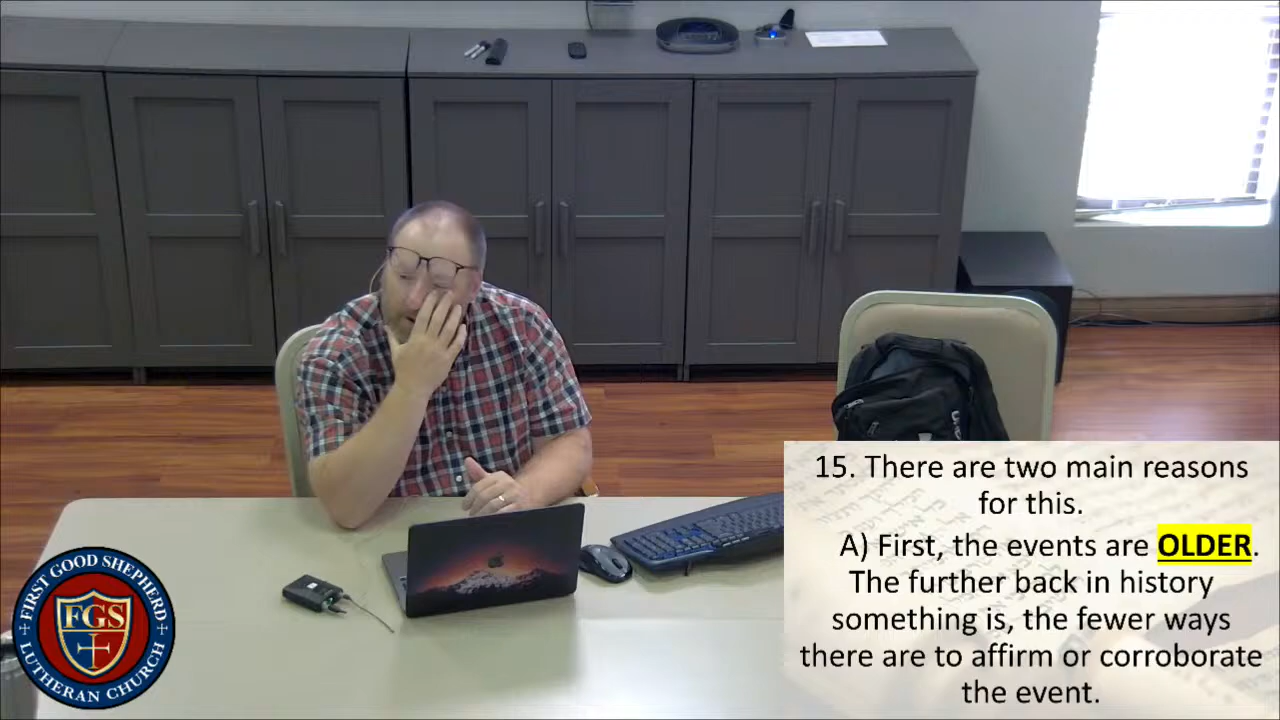 15. There are two main reasons
for this.
A) First, the events are OLDER.
The further back in history
something is, the fewer ways
there are to affirm or corroborate
the event.
FIRST GOOD SHEPHERD
FGS
LUTHERAN CHURCH